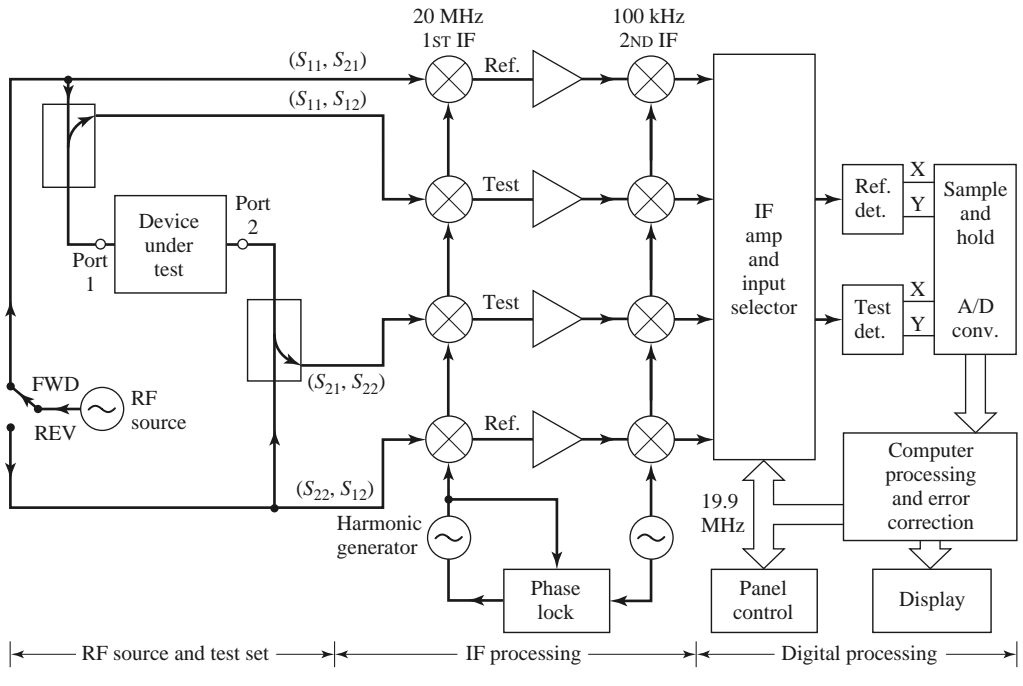 20 MHz
1ST IF
100 kHz
2ND IF
(S₁₁, S₂₁)
Ref.
(S₁₁, S₁₂)
Test
Device
under
test
Port
2
Port
1
Test
(S₂₁, S₂₂)
FWD
RF
source
REV
Ref.
(S₂₂, S₁₂)
Harmonic
generator
Phase
lock
IF
amp
and
input
selector
Ref.
det.
X
Y
Sample
and
hold
Test
det.
X
Y
A/D
conv.
Computer
processing
and error
correction
19.9
MHz
Panel
control
Display
RF source and test set
IF processing
Digital processing